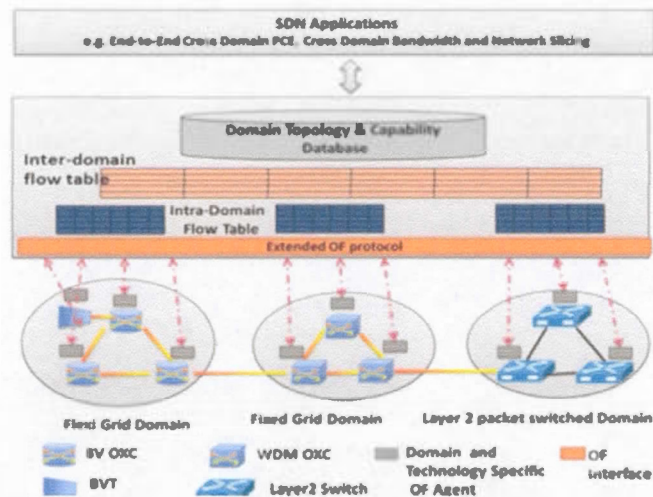 SDN Applications
e.g. End-to-End Cross Domain PCE, Cross Domain Bandwidth and Network Slicing
Domain Topology & Capability
Database
Inter-domain
flow table
Intra-Domain
Flow Table
Extended OF protocol
Flexi Grid Domain
Fixed Grid Domain
Layer 2 packet switched Domain
BV OXC
WDM OXC
Domain and
Technology Specific
OF Agent
OF
Interface
BVT
Layer2 Switch